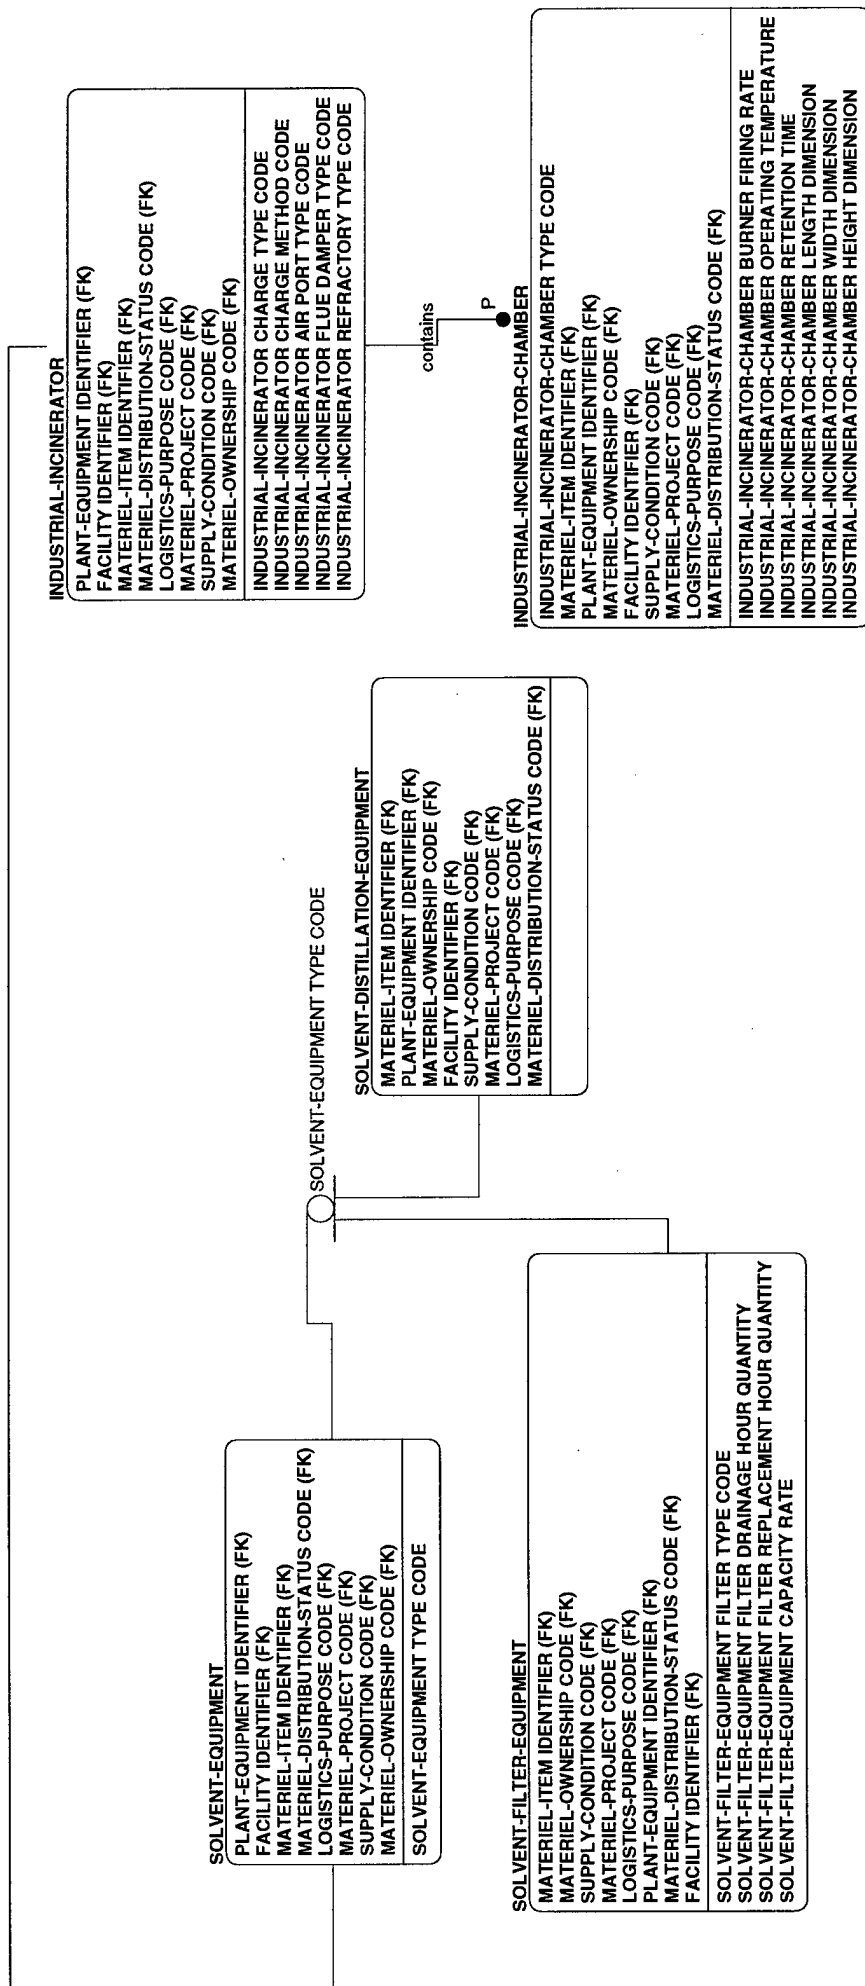 SOLVENT-EQUIPMENT
PLANT-EQUIPMENT IDENTIFIER (FK)
FACILITY IDENTIFIER (FK)
MATERIEL-ITEM IDENTIFIER (FK)
MATERIEL-DISTRIBUTION-STATUS CODE (FK)
LOGISTICS-PURPOSE CODE (FK)
MATERIEL-PROJECT CODE (FK)
SUPPLY-CONDITION CODE (FK)
MATERIEL-OWNERSHIP CODE (FK)
SOLVENT-EQUIPMENT TYPE CODE
SOLVENT-FILTER-EQUIPMENT
MATERIEL-ITEM IDENTIFIER (FK)
MATERIEL-OWNERSHIP CODE (FK)
SUPPLY-CONDITION CODE (FK)
MATERIEL-PROJECT CODE (FK)
LOGISTICS-PURPOSE CODE (FK)
PLANT-EQUIPMENT IDENTIFIER (FK)
MATERIEL-DISTRIBUTION-STATUS CODE (FK)
FACILITY IDENTIFIER (FK)
SOLVENT-FILTER-EQUIPMENT FILTER TYPE CODE
SOLVENT-FILTER-EQUIPMENT FILTER DRAINAGE HOUR QUANTITY
SOLVENT-FILTER-EQUIPMENT FILTER REPLACEMENT HOUR QUANTITY
SOLVENT-FILTER-EQUIPMENT CAPACITY RATE
SOLVENT-EQUIPMENT TYPE CODE
SOLVENT-DISTILLATION-EQUIPMENT
MATERIEL-ITEM IDENTIFIER (FK)
PLANT-EQUIPMENT IDENTIFIER (FK)
MATERIEL-OWNERSHIP CODE (FK)
FACILITY IDENTIFIER (FK)
SUPPLY-CONDITION CODE (FK)
MATERIEL-PROJECT CODE (FK)
LOGISTICS-PURPOSE CODE (FK)
MATERIEL-DISTRIBUTION-STATUS CODE (FK)
INDUSTRIAL-INCINERATOR
PLANT-EQUIPMENT IDENTIFIER (FK)
FACILITY IDENTIFIER (FK)
MATERIEL-ITEM IDENTIFIER (FK)
MATERIEL-DISTRIBUTION-STATUS CODE (FK)
LOGISTICS-PURPOSE CODE (FK)
MATERIEL-PROJECT CODE (FK)
SUPPLY-CONDITION CODE (FK)
MATERIEL-OWNERSHIP CODE (FK)
INDUSTRIAL-INCINERATOR CHARGE TYPE CODE
INDUSTRIAL-INCINERATOR CHARGE METHOD CODE
INDUSTRIAL-INCINERATOR AIR PORT TYPE CODE
INDUSTRIAL-INCINERATOR FLUE DAMPER TYPE CODE
INDUSTRIAL-INCINERATOR REFRACTORY TYPE CODE
contains
P
INDUSTRIAL-INCINERATOR-CHAMBER
INDUSTRIAL-INCINERATOR-CHAMBER TYPE CODE
MATERIEL-ITEM IDENTIFIER (FK)
PLANT-EQUIPMENT IDENTIFIER (FK)
MATERIEL-OWNERSHIP CODE (FK)
FACILITY IDENTIFIER (FK)
SUPPLY-CONDITION CODE (FK)
MATERIEL-PROJECT CODE (FK)
LOGISTICS-PURPOSE CODE (FK)
MATERIEL-DISTRIBUTION-STATUS CODE (FK)
INDUSTRIAL-INCINERATOR-CHAMBER BURNER FIRING RATE
INDUSTRIAL-INCINERATOR-CHAMBER OPERATING TEMPERATURE
INDUSTRIAL-INCINERATOR-CHAMBER RETENTION TIME
INDUSTRIAL-INCINERATOR-CHAMBER LENGTH DIMENSION
INDUSTRIAL-INCINERATOR-CHAMBER WIDTH DIMENSION
INDUSTRIAL-INCINERATOR-CHAMBER HEIGHT DIMENSION